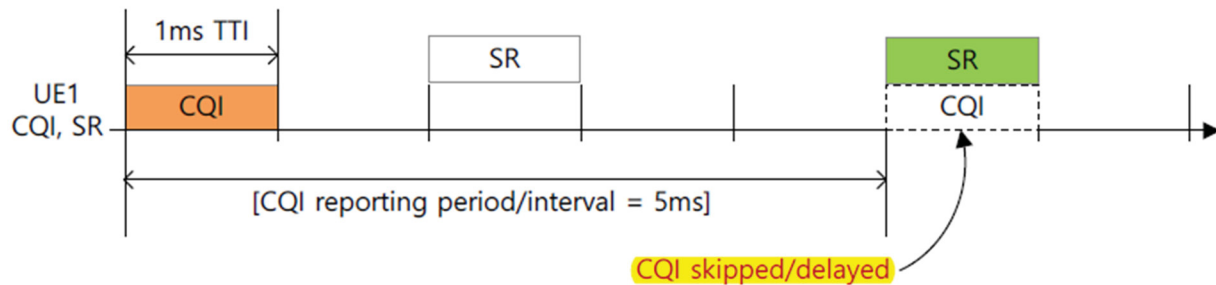 1ms TTI
SR
SR
UE1
CQI, SR
CQI
CQI
[CQI reporting period/interval = 5ms]
CQI skipped/delayed